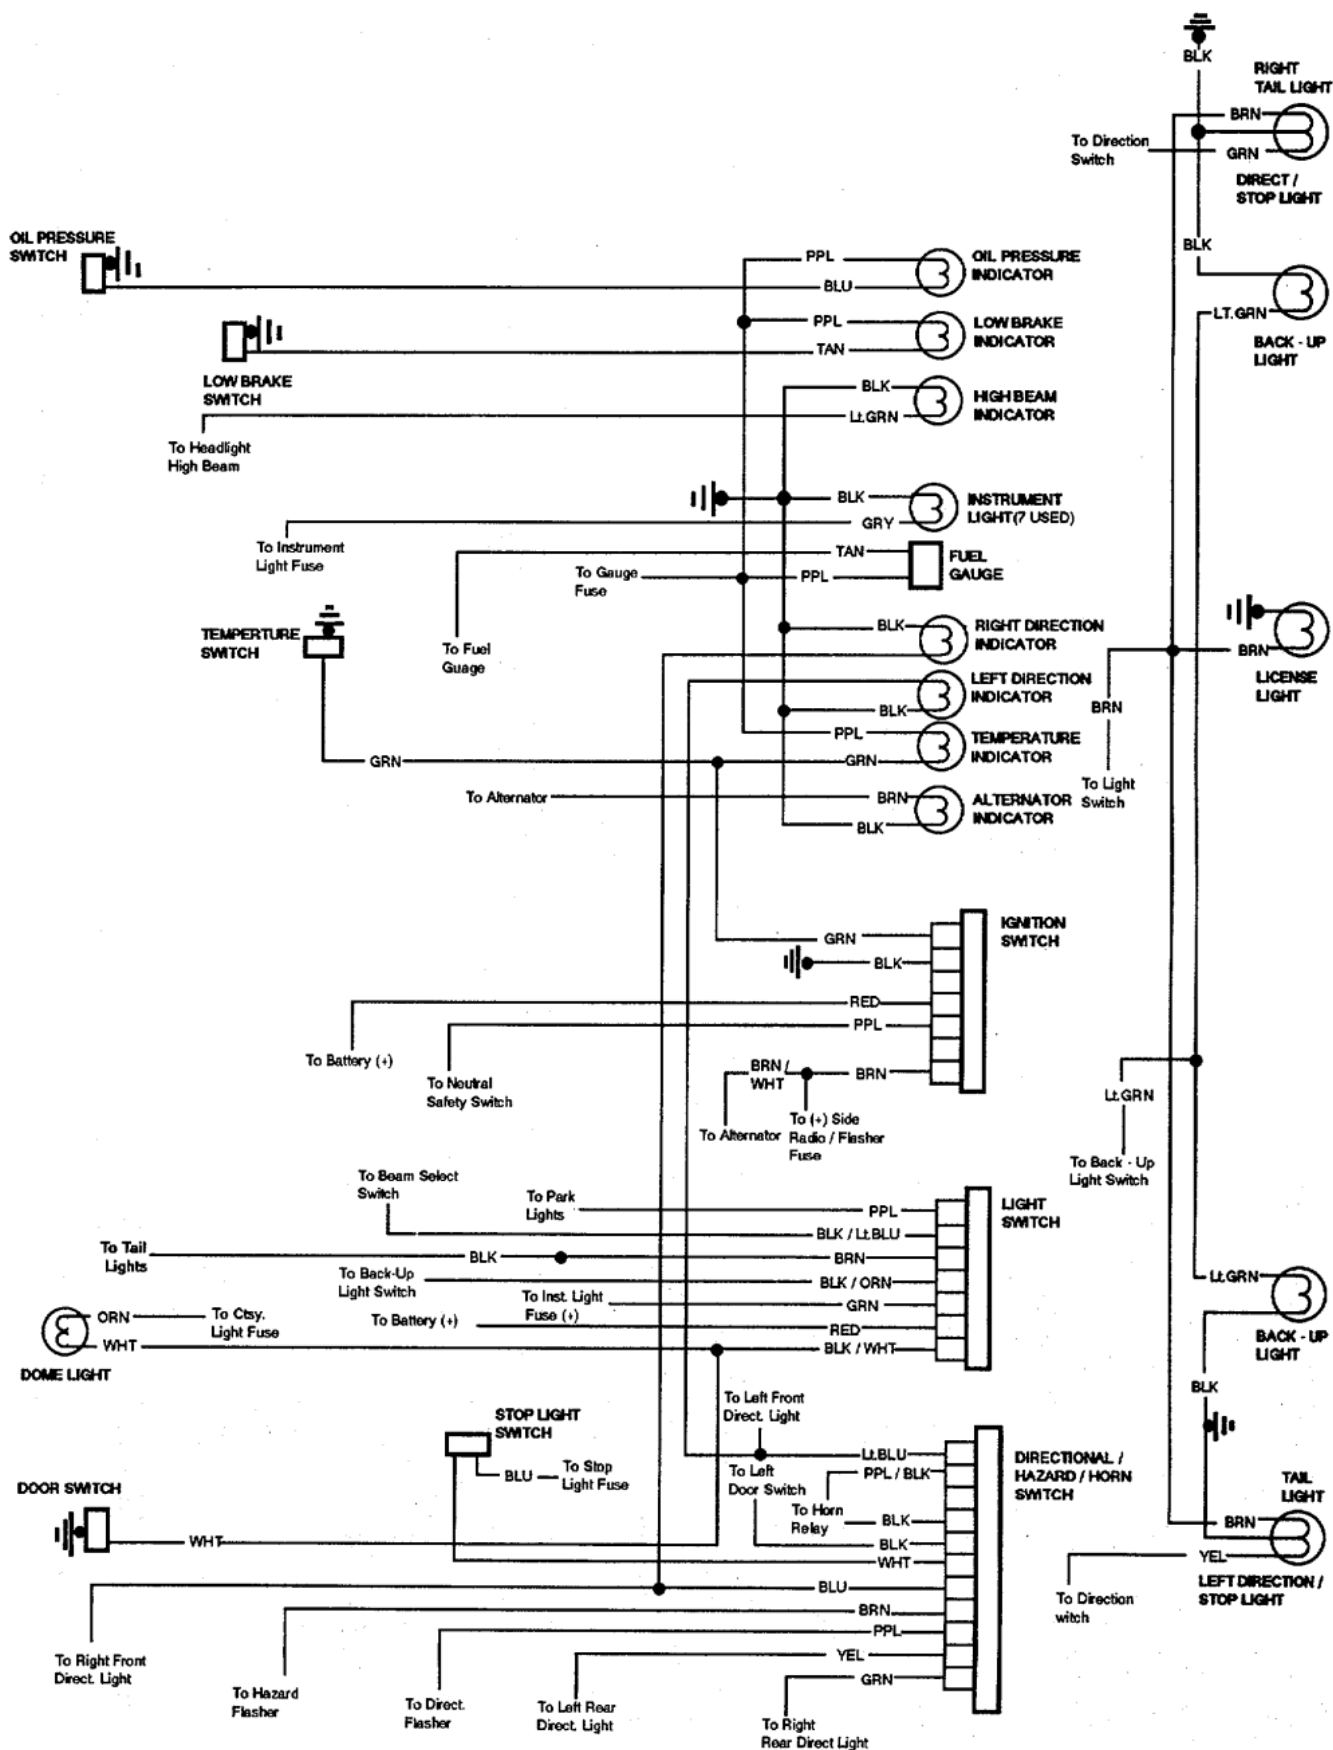 BLK
RIGHT
TAIL LIGHT
BRN
To Direction
Switch
GRN
DIRECT /
STOP LIGHT
BLK
LT.GRN
BACK - UP
LIGHT
OIL PRESSURE
SWITCH
PPL
BLU
OIL PRESSURE
INDICATOR
PPL
TAN
LOW BRAKE
INDICATOR
LOW BRAKE
SWITCH
BLK
Lt.GRN
HIGH BEAM
INDICATOR
To Headlight
High Beam
BLK
GRY
INSTRUMENT
LIGHT(7 USED)
To Instrument
Light Fuse
TAN
PPL
FUEL
GAUGE
To Gauge
Fuse
To Fuel
Guage
TEMPERTURE
SWITCH
BLK
RIGHT DIRECTION
INDICATOR
LEFT DIRECTION
INDICATOR
BLK
PPL
GRN
GRN
TEMPERATURE
INDICATOR
To Alternator
BRN
BLK
ALTERNATOR
INDICATOR
BRN
LICENSE
LIGHT
BRN
To Light
Switch
IGNITION
SWITCH
GRN
BLK
RED
PPL
To Battery (+)
To Neutral
Safety Switch
BRN /
WHT
BRN
To Alternator
To (+) Side
Radio / Flasher
Fuse
Lt.GRN
To Back - Up
Light Switch
LIGHT
SWITCH
To Beam Select
Switch
To Park
Lights
PPL
BLK / Lt.BLU
To Tail
Lights
BLK
BRN
To Back-Up
Light Switch
BLK / ORN
To Inst. Light
Fuse (+)
GRN
To Battery (+)
RED
BLK / WHT
ORN
To Ctsy.
Light Fuse
WHT
DOME LIGHT
Lt.GRN
BACK - UP
LIGHT
BLK
STOP LIGHT
SWITCH
BLU
To Stop
Light Fuse
To Left Front
Direct. Light
Lt.BLU
PPL / BLK
DIRECTIONAL /
HAZARD / HORN
SWITCH
To Left
Door Switch
To Horn
Relay
BLK
BLK
WHT
DOOR SWITCH
WHT
BLU
BRN
PPL
YEL
GRN
To Right Front
Direct. Light
To Hazard
Flasher
To Direct.
Flasher
To Left Rear
Direct. Light
To Right
Rear Direct Light
TAIL
LIGHT
BRN
YEL
To Direction
witch
LEFT DIRECTION /
STOP LIGHT